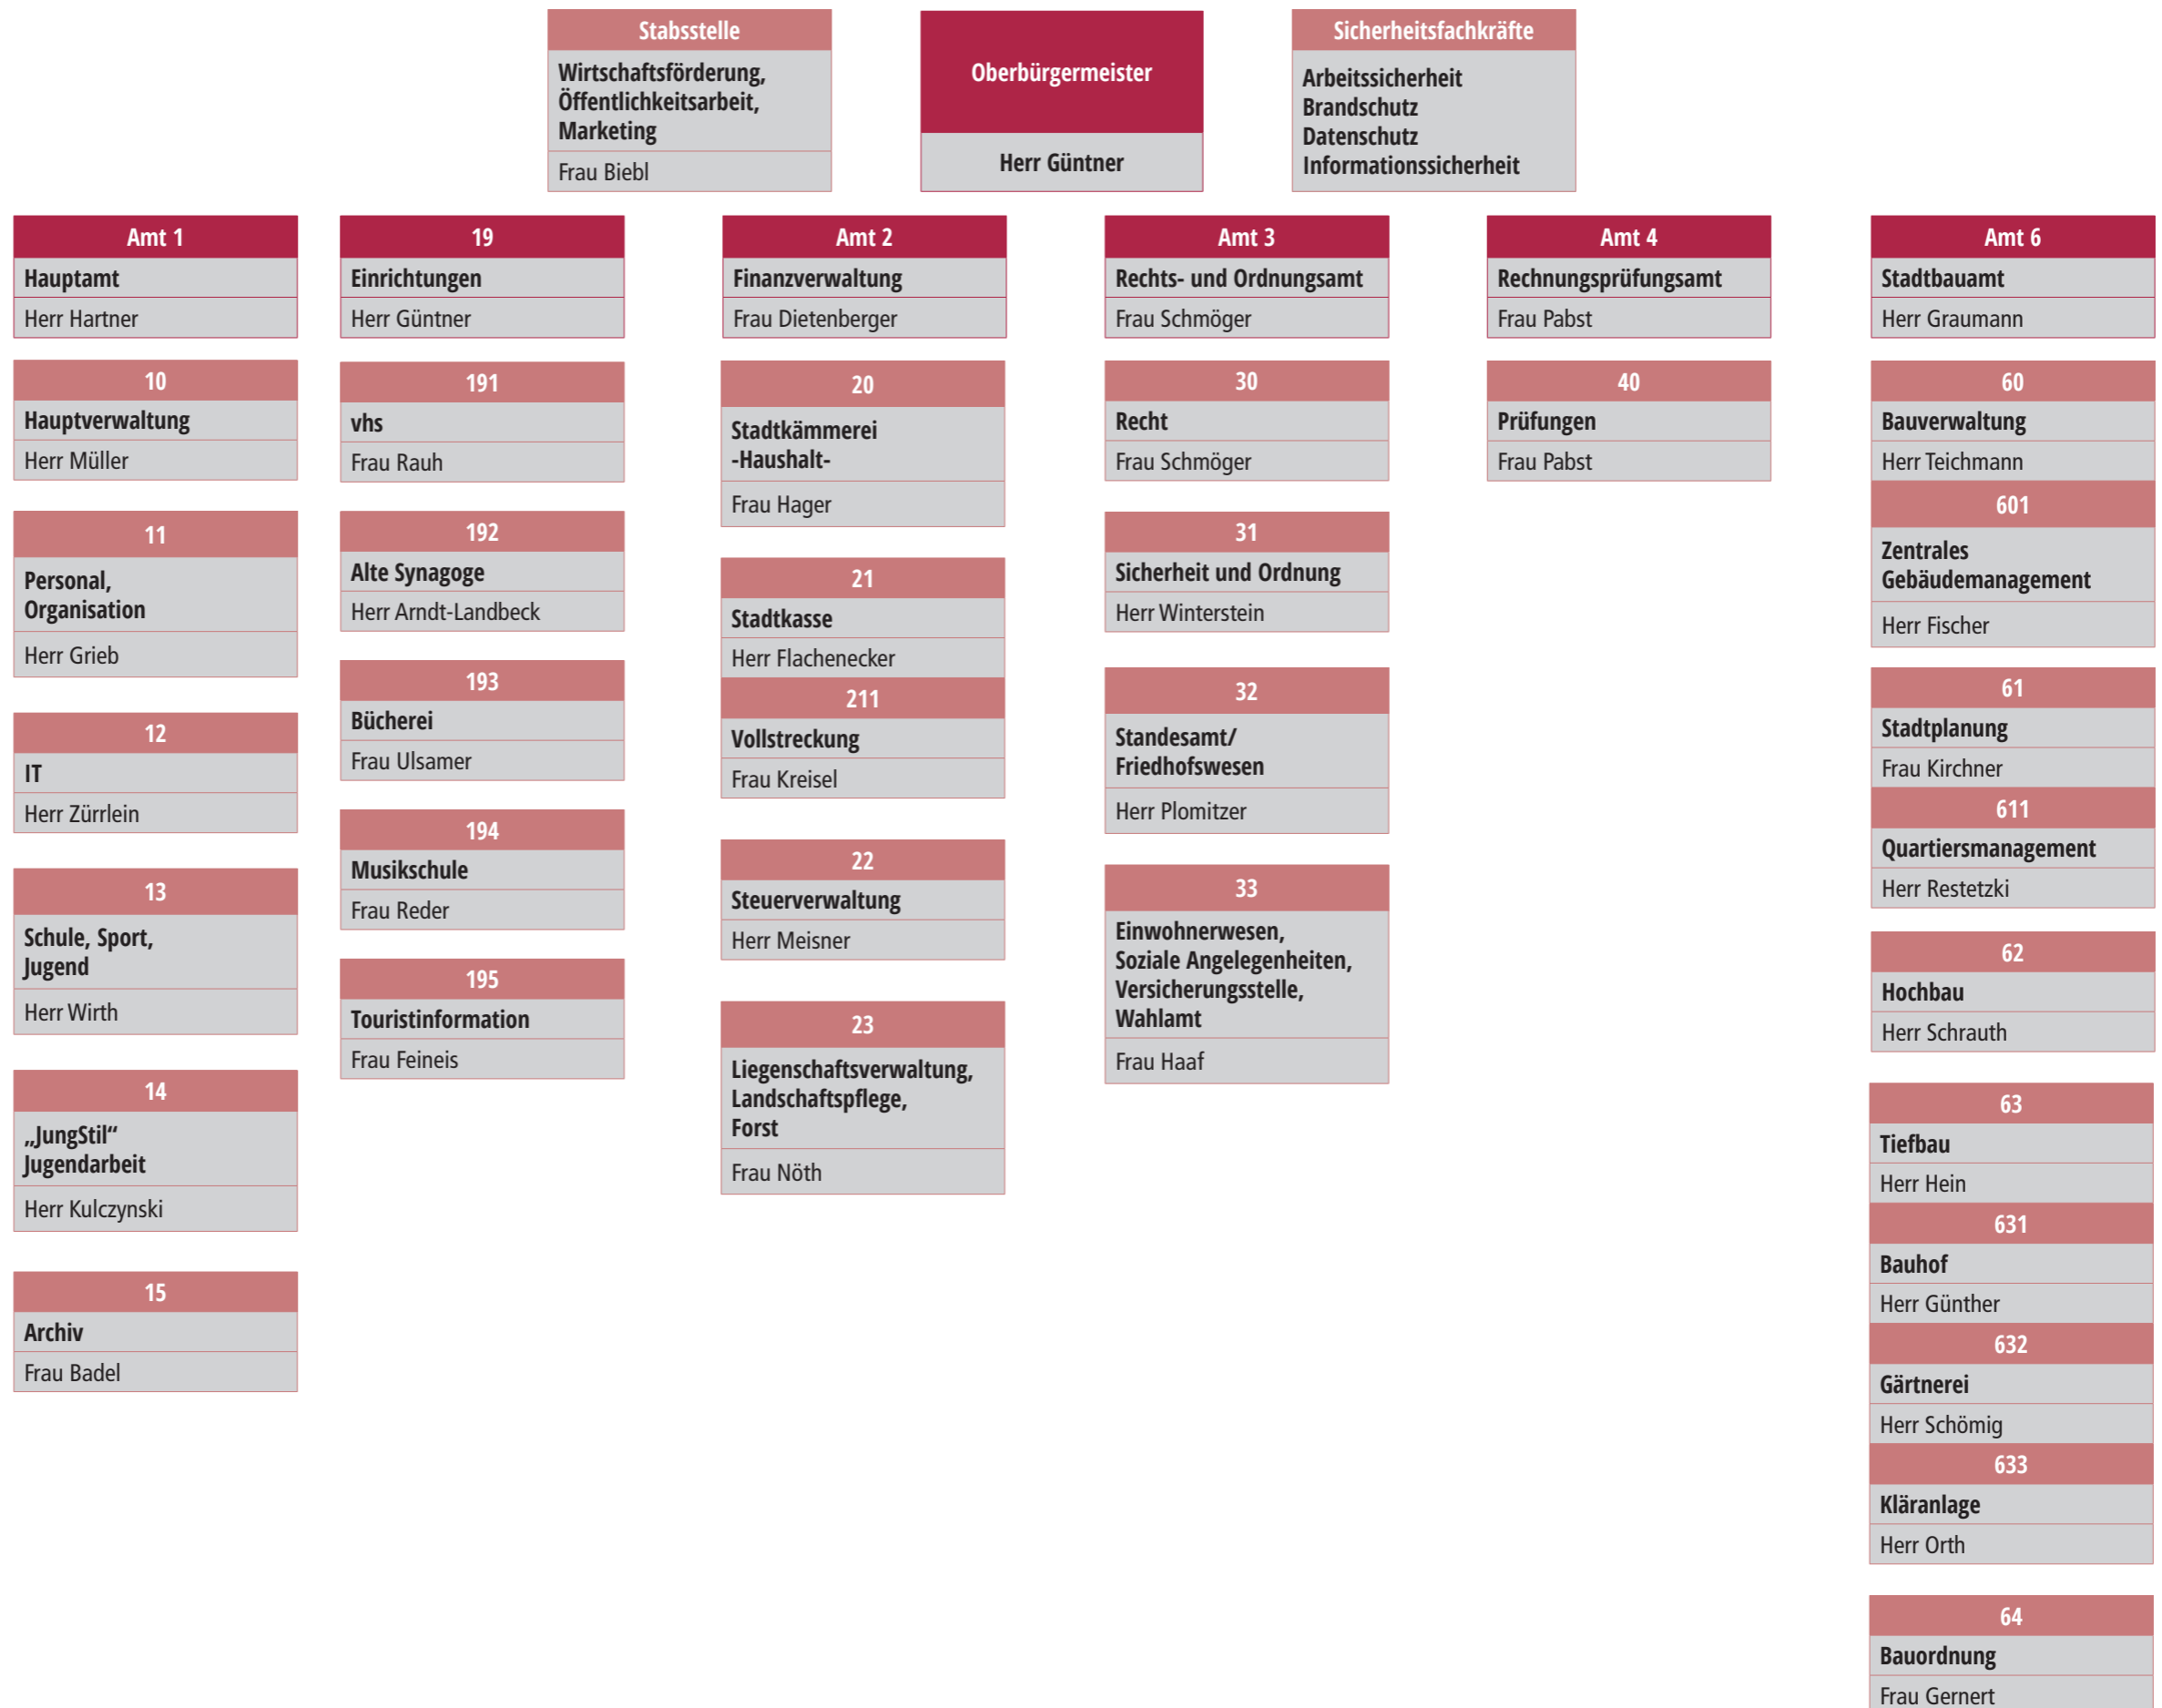 Stabsstelle
Wirtschaftsförderung,
Öffentlichkeitsarbeit,
Marketing
Frau Biebl
Oberbürgermeister
Herr Güntner
Sicherheitsfachkräfte
Arbeitssicherheit
Brandschutz
Datenschutz
Informationssicherheit
Amt 1
Hauptamt
Herr Hartner
10
Hauptverwaltung
Herr Müller
11
Personal,
Organisation
Herr Grieb
12
IT
Herr Zürrlein
13
Schule, Sport,
Jugend
Herr Wirth
14
„JungStil“
Jugendarbeit
Herr Kulczynski
15
Archiv
Frau Badel
19
Einrichtungen
Herr Güntner
191
vhs
Frau Rauh
192
Alte Synagoge
Herr Arndt-Landbeck
193
Bücherei
Frau Ulsamer
194
Musikschule
Frau Reder
195
Touristinformation
Frau Feineis
Amt 2
Finanzverwaltung
Frau Dietenberger
20
Stadtkämmerei
-Haushalt-
Frau Hager
21
Stadtkasse
Herr Flachenecker
211
Vollstreckung
Frau Kreisel
22
Steuerverwaltung
Herr Meisner
23
Liegenschaftsverwaltung,
Landschaftspflege,
Forst
Frau Nöth
Amt 3
Rechts- und Ordnungsamt
Frau Schmöger
30
Recht
Frau Schmöger
31
Sicherheit und Ordnung
Herr Winterstein
32
Standesamt/
Friedhofswesen
Herr Plomitzer
33
Einwohnerwesen,
Soziale Angelegenheiten,
Versicherungsstelle,
Wahlamt
Frau Haaf
Amt 4
Rechnungsprüfungsamt
Frau Pabst
40
Prüfungen
Frau Pabst
Amt 6
Stadtbauamt
Herr Graumann
60
Bauverwaltung
Herr Teichmann
601
Zentrales
Gebäudemanagement
Herr Fischer
61
Stadtplanung
Frau Kirchner
611
Quartiersmanagement
Herr Restetzki
62
Hochbau
Herr Schrauth
63
Tiefbau
Herr Hein
631
Bauhof
Herr Günther
632
Gärtnerei
Herr Schömig
633
Kläranlage
Herr Orth
64
Bauordnung
Frau Gernert